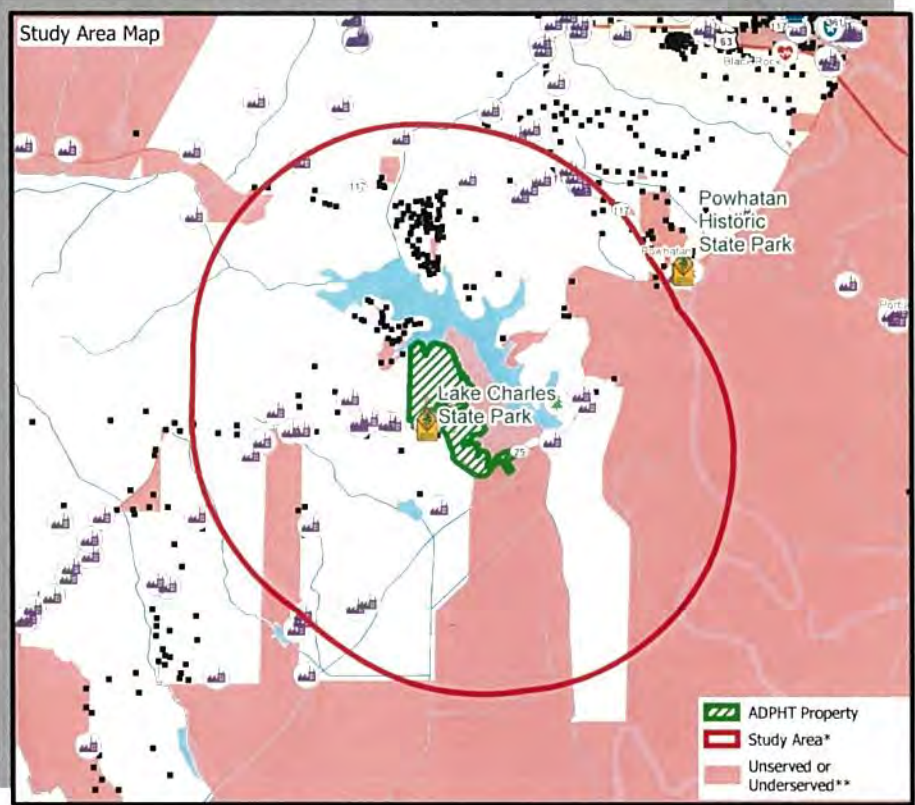 Study Area Map
63
Black Rock
117
117
Powhatan
Historic
State Park
Powhatan
Lake Charles
State Park
25
ADPHT Property
Study Area*
Unserved or
Underserved**